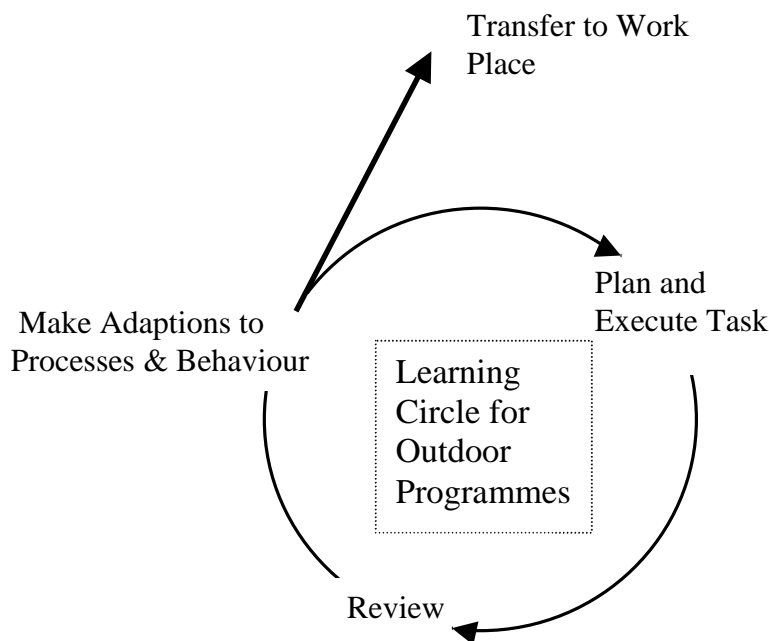 Transfer to Work
Place
Plan and
Execute Task
Make Adaptions to
Processes & Behaviour
Learning
Circle for
Outdoor
Programmes
Review